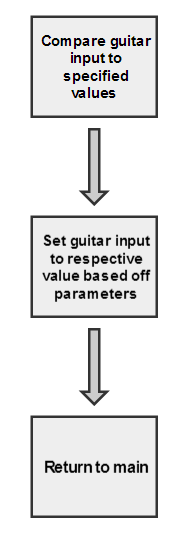 Compare guitar
input to
specified
values
Set guitar input
to respective
value based off
parameters
Return to main